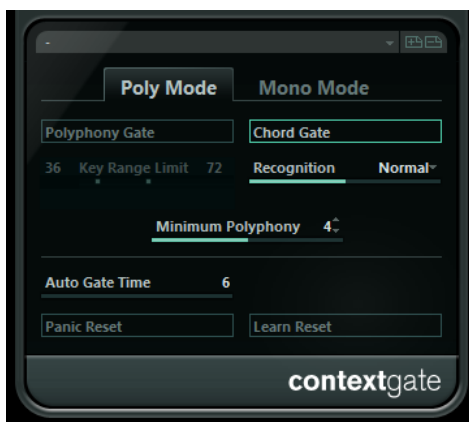 -
Poly Mode Mono Mode
Polyphony Gate Chord Gate
36 Key Range Limit 72 Recognition Normal
Minimum Polyphony 4
Auto Gate Time 6
Panic Reset Learn Reset
contextgate